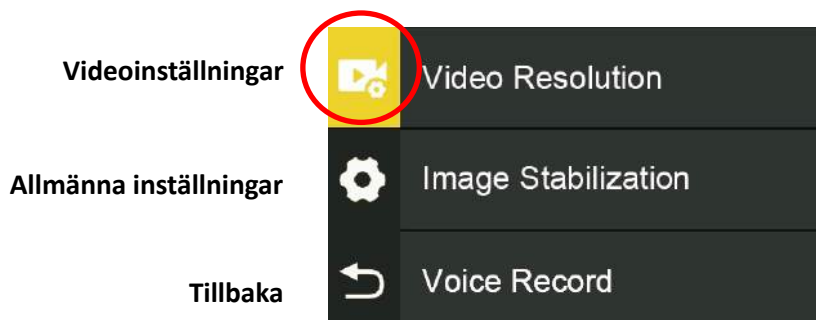 Videoinställningar
Video Resolution
Allmänna inställningar
Image Stabilization
Tillbaka
Voice Record